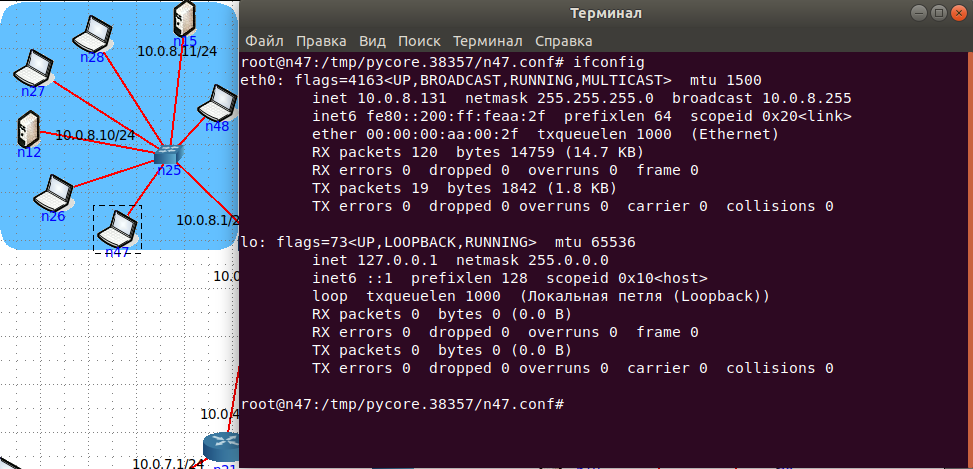 n15
n28
10.0.8.11/24
n27
n48
10.0.8.10/24
n12
n25
n26
10.0.8.1/2
n47
10.0
10.0.4
10.0.7.1/24
Терминал
Файл Правка Вид Поиск Терминал Справка
root@n47:/tmp/pycore.38357/n47.conf# ifconfig
eth0: flags=4163<UP,BROADCAST,RUNNING,MULTICAST>  mtu 1500
        inet 10.0.8.131  netmask 255.255.255.0  broadcast 10.0.8.255
        inet6 fe80::200:ff:feaa:2f  prefixlen 64  scopeid 0x20<link>
        ether 00:00:00:aa:00:2f  txqueuelen 1000  (Ethernet)
        RX packets 120  bytes 14759 (14.7 KB)
        RX errors 0  dropped 0  overruns 0  frame 0
        TX packets 19  bytes 1842 (1.8 KB)
        TX errors 0  dropped 0 overruns 0  carrier 0  collisions 0
lo: flags=73<UP,LOOPBACK,RUNNING>  mtu 65536
        inet 127.0.0.1  netmask 255.0.0.0
        inet6 ::1  prefixlen 128  scopeid 0x10<host>
        loop  txqueuelen 1000  (Локальная петля (Loopback))
        RX packets 0  bytes 0 (0.0 B)
        RX errors 0  dropped 0  overruns 0  frame 0
        TX packets 0  bytes 0 (0.0 B)
        TX errors 0  dropped 0 overruns 0  carrier 0  collisions 0
root@n47:/tmp/pycore.38357/n47.conf#